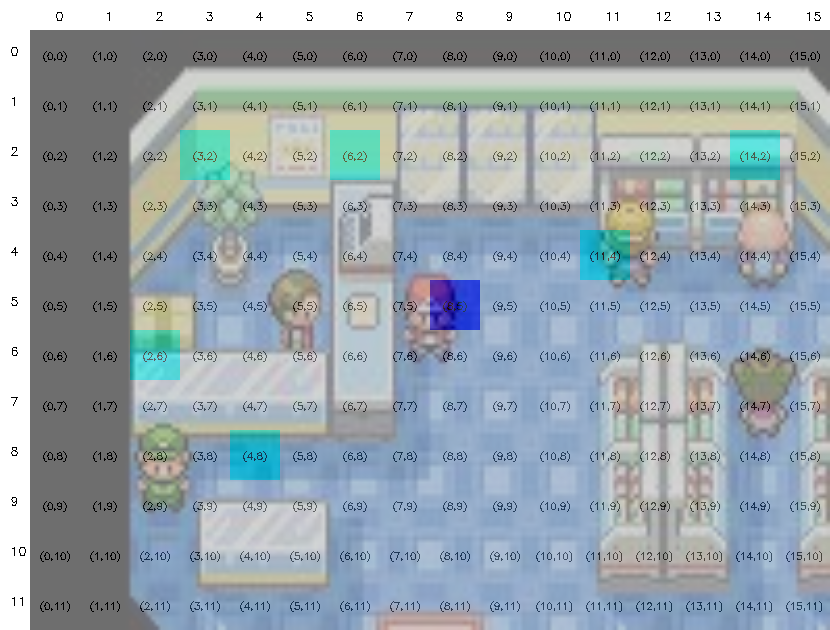 0 1 2 3 4 5 6 7 8 9 10 11 12 13 14 15
0 (0,0) (1,0) (2,0) (3,0) (4,0) (5,0) (6,0) (7,0) (8,0) (9,0) (10,0) (11,0) (12,0) (13,0) (14,0) (15,0)
1 (0,1) (1,1) (2,1) (3,1) (4,1) (5,1) (6,1) (7,1) (8,1) (9,1) (10,1) (11,1) (12,1) (13,1) (14,1) (15,1)
2 (0,2) (1,2) (2,2) (3,2) (4,2) (5,2) (6,2) (7,2) (8,2) (9,2) (10,2) (11,2) (12,2) (13,2) (14,2) (15,2)
3 (0,3) (1,3) (2,3) (3,3) (4,3) (5,3) (6,3) (7,3) (8,3) (9,3) (10,3) (11,3) (12,3) (13,3) (14,3) (15,3)
4 (0,4) (1,4) (2,4) (3,4) (4,4) (5,4) (6,4) (7,4) (8,4) (9,4) (10,4) (11,4) (12,4) (13,4) (14,4) (15,4)
5 (0,5) (1,5) (2,5) (3,5) (4,5) (5,5) (6,5) (7,5) (9,5) (10,5) (11,5) (12,5) (13,5) (14,5) (15,5)
6 (0,6) (1,6) (2,6) (3,6) (4,6) (5,6) (6,6) (7,6) (8,6) (9,6) (10,6) (11,6) (12,6) (13,6) (14,6) (15,6)
7 (0,7) (1,7) (2,7) (3,7) (4,7) (5,7) (6,7) (7,7) (8,7) (9,7) (10,7) (11,7) (12,7) (13,7) (14,7) (15,7)
8 (0,8) (1,8) (2,8) (3,8) (4,8) (5,8) (6,8) (7,8) (8,8) (9,8) (10,8) (11,8) (12,8) (13,8) (14,8) (15,8)
9 (0,9) (1,9) (2,9) (3,9) (4,9) (5,9) (6,9) (7,9) (8,9) (9,9) (10,9) (11,9) (12,9) (13,9) (14,9) (15,9)
10 (0,10) (1,10) (2,10) (3,10) (4,10) (5,10) (6,10) (7,10) (8,10) (9,10) (10,10) (11,10) (12,10) (13,10) (14,10) (15,10)
11 (0,11) (1,11) (2,11) (3,11) (4,11) (5,11) (6,11) (7,11) (8,11) (9,11) (10,11) (11,11) (12,11) (13,11) (14,11) (15,11)